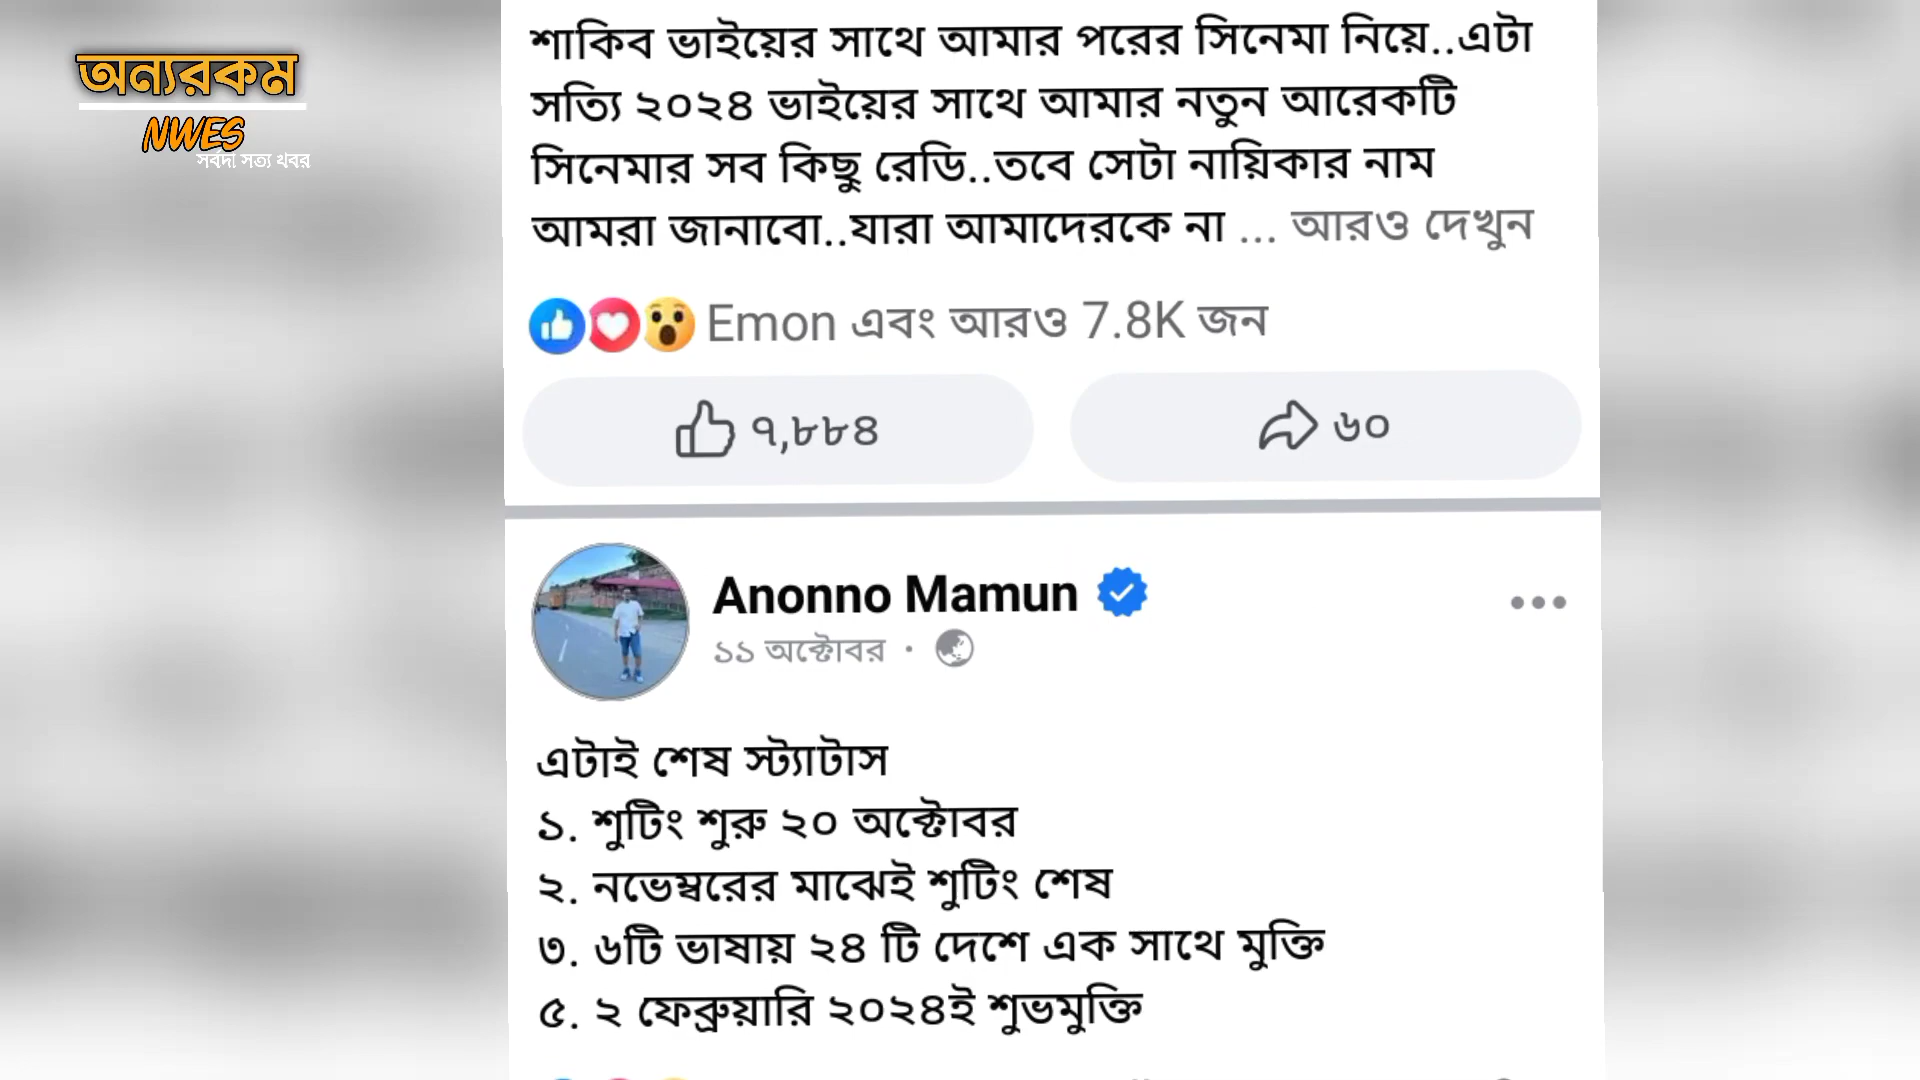 অন্যরকম
NWES
সর্বদা সত্য খবর
শাকিব ভাইয়ের সাথে আমার পরের সিনেমা নিয়ে..এটা
সত্যি ২০২৪ ভাইয়ের সাথে আমার নতুন আরেকটি
সিনেমার সব কিছু রেডি..তবে সেটা নায়িকার নাম
আমরা জানাবো..যারা আমাদেরকে না ... আরও দেখুন
Emon এবং আরও 7.8K জন
৭,৮৮৪
৬০
Anonno Mamun
১১ অক্টোবর
এটাই শেষ স্ট্যাটাস
১. শুটিং শুরু ২০ অক্টোবর
২. নভেম্বরের মাঝেই শুটিং শেষ
৩. ৬টি ভাষায় ২৪ টি দেশে এক সাথে মুক্তি
৫. ২ ফেব্রুয়ারি ২০২৪ই শুভমুক্তি